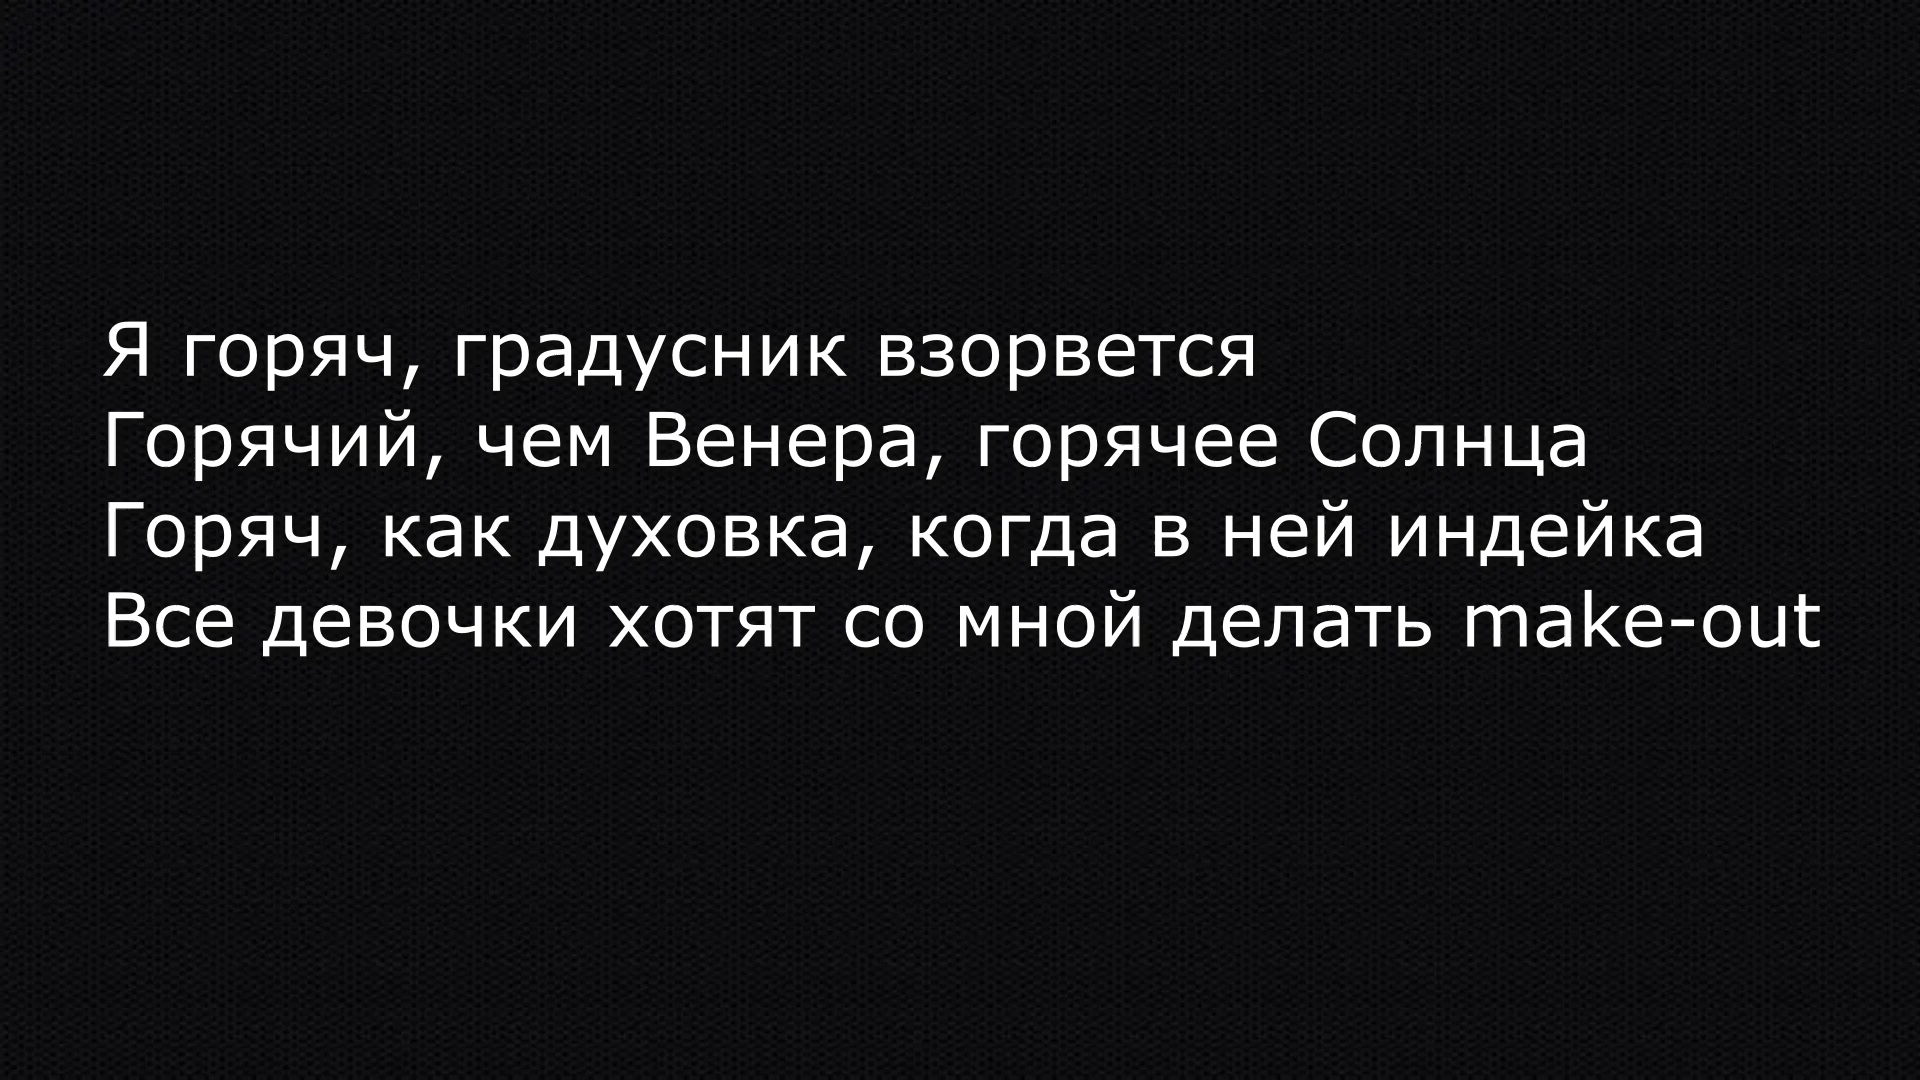 Я горяч, градусник взорвется
Горячий, чем Венера, горячее Солнца
Горяч, как духовка, когда в ней индейка
Все девочки хотят со мной делать make-out